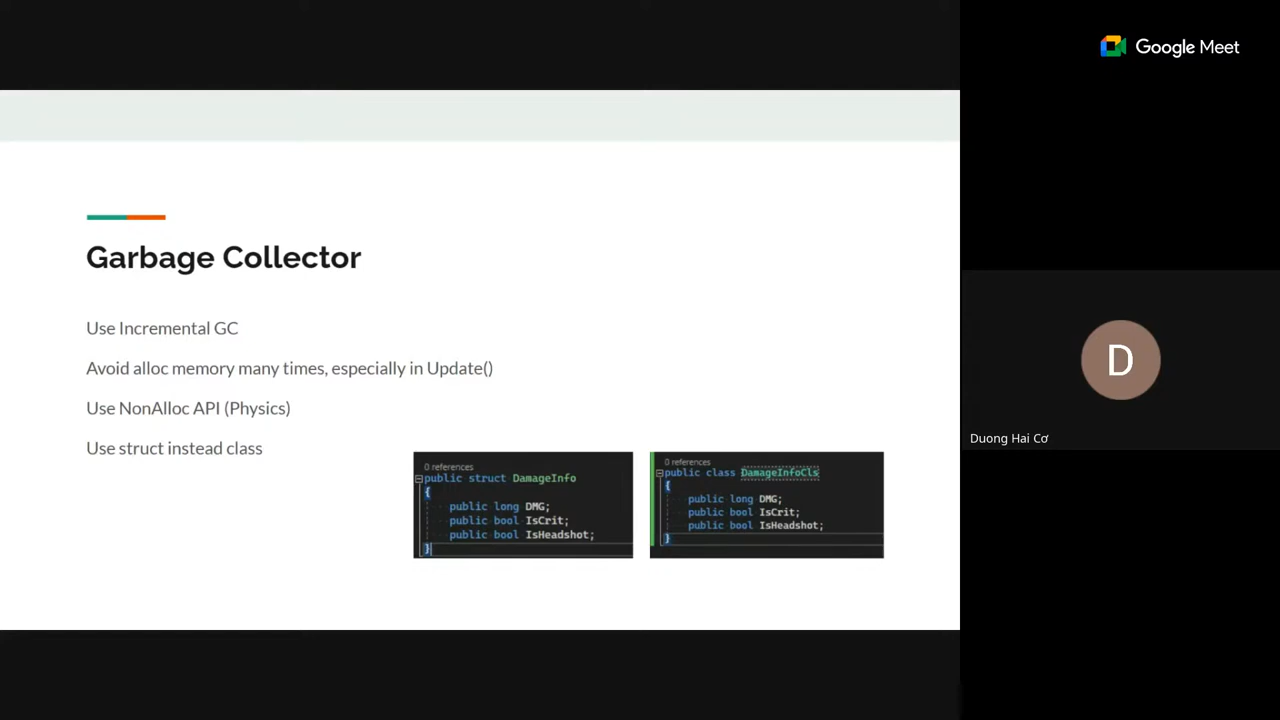 Google Meet
Garbage Collector
Use Incremental GC
Avoid alloc memory many times, especially in Update()
Use NonAlloc API (Physics)
Use struct instead class
0 references
public struct DamageInfo
{
public long DMG;
public bool IsCrit;
public bool IsHeadshot;
}
0 references
public class DamageInfoCls
{
public long DMG;
public bool IsCrit;
public bool IsHeadshot;
}
D
Duong Hai Cơ